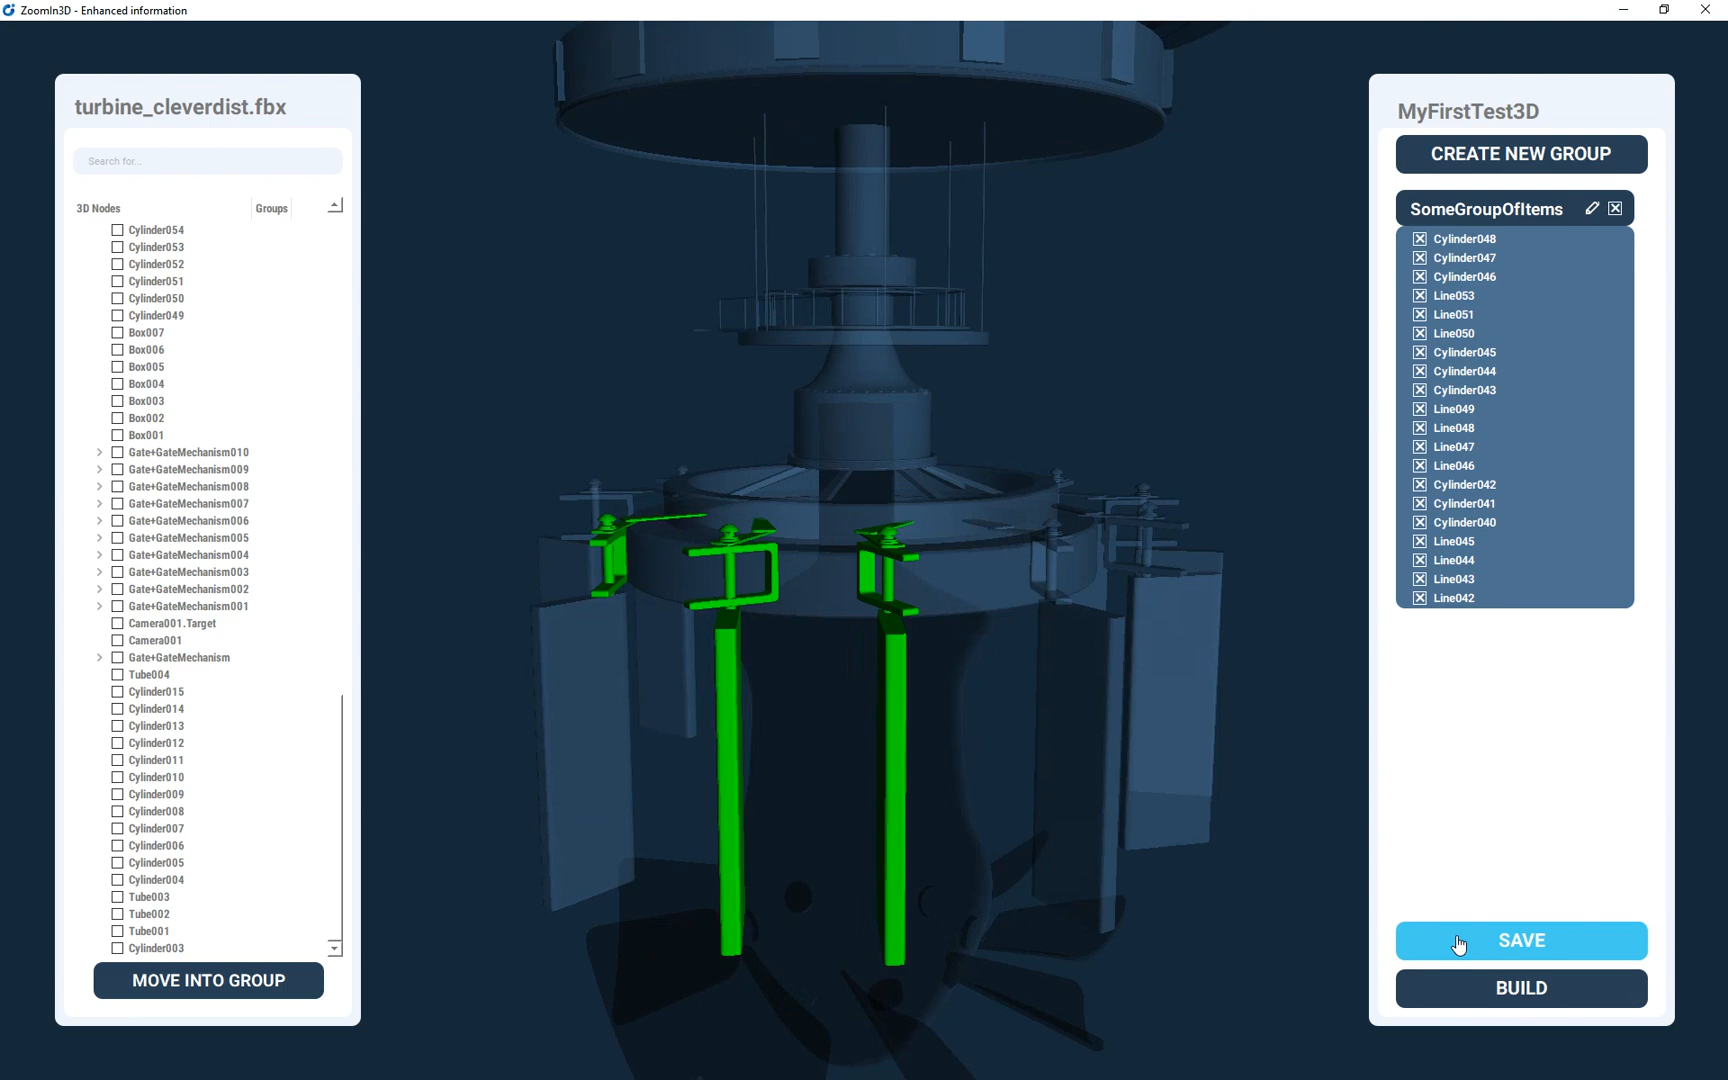 ZoomIn3D - Enhanced information
turbine_cleverdist.fbx
Search for...
3D Nodes
Groups
Cylinder054
Cylinder053
Cylinder052
Cylinder051
Cylinder050
Cylinder049
Box007
Box006
Box005
Box004
Box003
Box002
Box001
Gate+GateMechanism010
Gate+GateMechanism009
Gate+GateMechanism008
Gate+GateMechanism007
Gate+GateMechanism006
Gate+GateMechanism005
Gate+GateMechanism004
Gate+GateMechanism003
Gate+GateMechanism002
Gate+GateMechanism001
Camera001.Target
Camera001
Gate+GateMechanism
Tube004
Cylinder015
Cylinder014
Cylinder013
Cylinder012
Cylinder011
Cylinder010
Cylinder009
Cylinder008
Cylinder007
Cylinder006
Cylinder005
Cylinder004
Tube003
Tube002
Tube001
Cylinder003
MOVE INTO GROUP
MyFirstTest3D
CREATE NEW GROUP
SomeGroupOfItems
Cylinder048
Cylinder047
Cylinder046
Line053
Line051
Line050
Cylinder045
Cylinder044
Cylinder043
Line049
Line048
Line047
Line046
Cylinder042
Cylinder041
Cylinder040
Line045
Line044
Line043
Line042
SAVE
BUILD